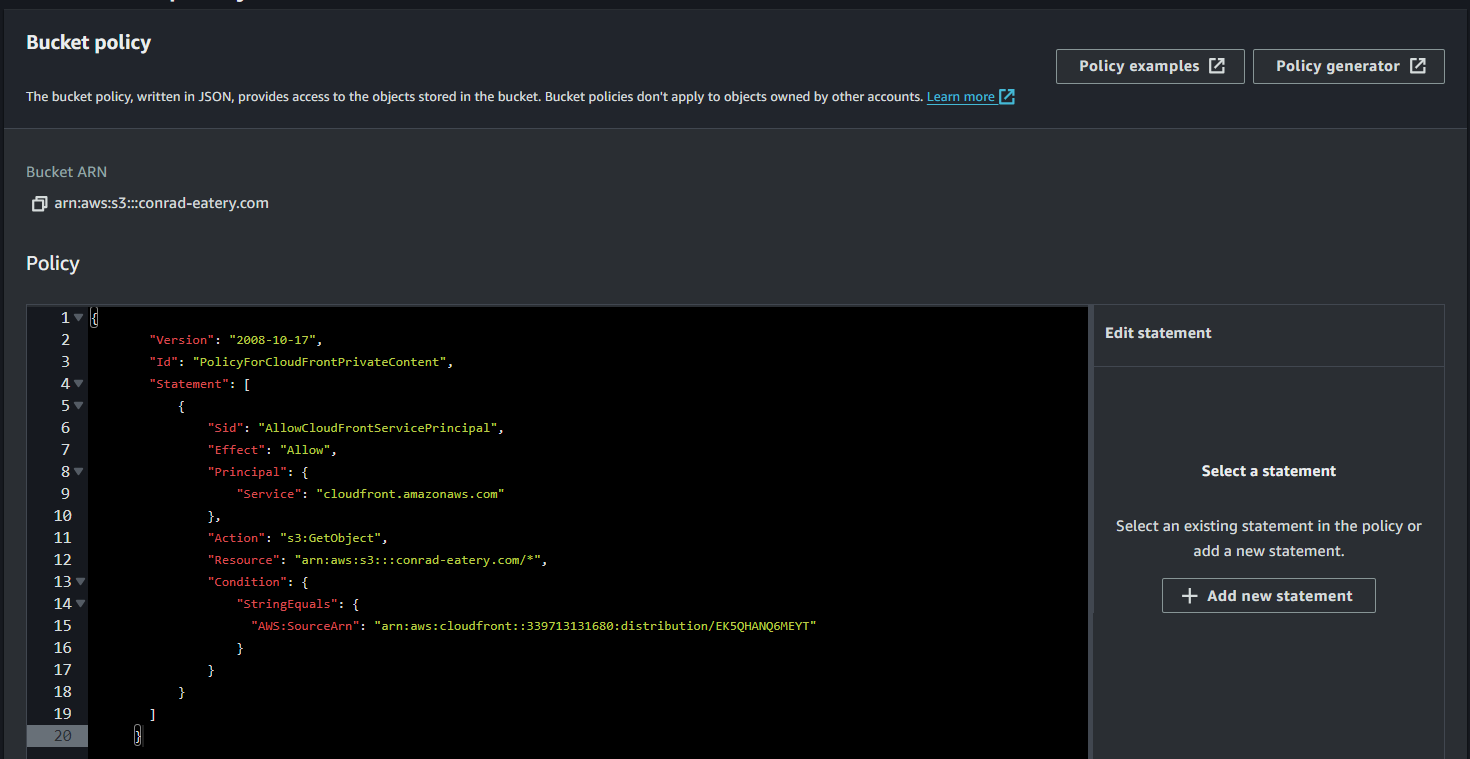 Bucket policy
Policy examples
Policy generator
The bucket policy, written in JSON, provides access to the objects stored in the bucket. Bucket policies don't apply to objects owned by other accounts. Learn more
Bucket ARN
arn:aws:s3:::conrad-eatery.com
Policy
1 {
2 "Version": "2008-10-17",
3 "Id": "PolicyForCloudFrontPrivateContent",
4 "Statement": [
5 {
6 "Sid": "AllowCloudFrontServicePrincipal",
7 "Effect": "Allow",
8 "Principal": {
9 "Service": "cloudfront.amazonaws.com"
10 },
11 "Action": "s3:GetObject",
12 "Resource": "arn:aws:s3:::conrad-eatery.com/*",
13 "Condition": {
14 "StringEquals": {
15 "AWS:SourceArn": "arn:aws:cloudfront::339713131680:distribution/EK5QHANQ6MEYT"
16 }
17 }
18 }
19 ]
20 }
Edit statement
Select a statement
Select an existing statement in the policy or
add a new statement.
+ Add new statement